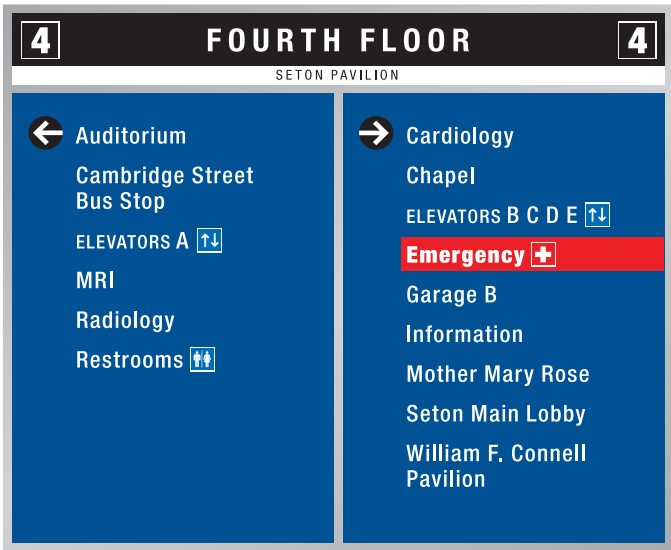 4 FOURTH FLOOR 4
SETON PAVILION
Auditorium
Cambridge Street
Bus Stop
ELEVATORS A
MRI
Radiology
Restrooms
Cardiology
Chapel
ELEVATORS B C D E
Emergency
Garage B
Information
Mother Mary Rose
Seton Main Lobby
William F. Connell
Pavilion